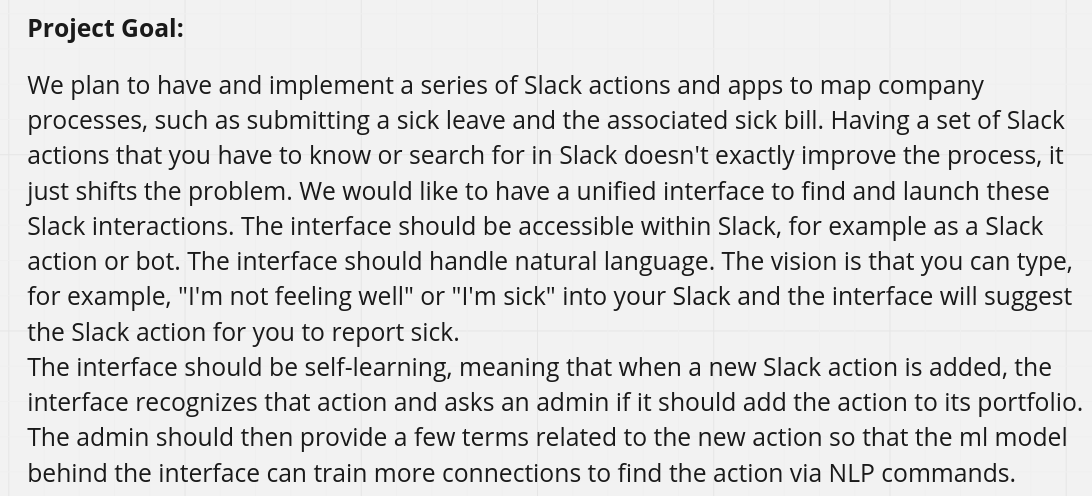 Project Goal:
We plan to have and implement a series of Slack actions and apps to map company
processes, such as submitting a sick leave and the associated sick bill. Having a set of Slack
actions that you have to know or search for in Slack doesn't exactly improve the process, it
just shifts the problem. We would like to have a unified interface to find and launch these
Slack interactions. The interface should be accessible within Slack, for example as a Slack
action or bot. The interface should handle natural language. The vision is that you can type,
for example, "I'm not feeling well" or "I'm sick" into your Slack and the interface will suggest
the Slack action for you to report sick.
The interface should be self-learning, meaning that when a new Slack action is added, the
interface recognizes that action and asks an admin if it should add the action to its portfolio.
The admin should then provide a few terms related to the new action so that the ml model
behind the interface can train more connections to find the action via NLP commands.